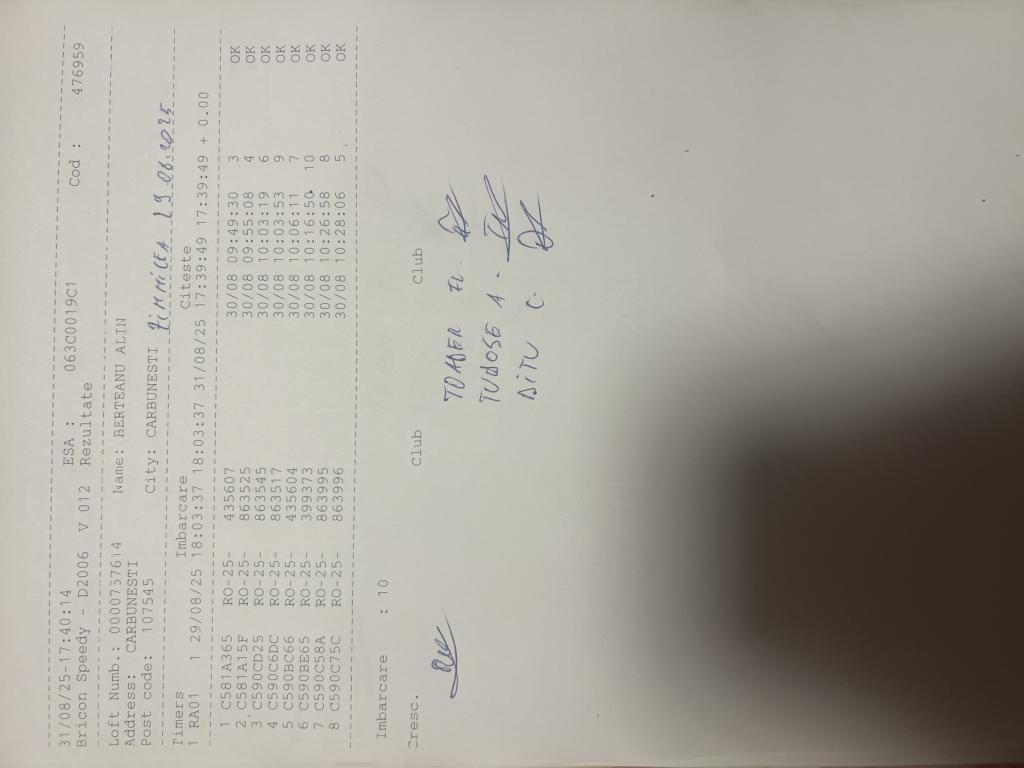 31/08/25-17:40:14 ESA : 063C0019C1 Cod : 476959
Bricon Speedy - D2006 V 012 Rezultate
Loft Numb.: 0000757614 Name: BERTEANU ALIN
Address: CARBUNESTI
Post code: 107545 City: CARBUNESTI ZIMNICEA 29.08.2025
Timers Imbarcare Citeste
1 RA01 1 29/08/25 18:03:37 18:03:37 31/08/25 17:39:49 17:39:49 + 0.00
1 C581A365 RO-25- 435607 30/08 09:49:30 3 OK
2 C581A15F RO-25- 863525 30/08 09:55:08 4 OK
3 C590CD25 RO-25- 863545 30/08 10:03:19 6 OK
4 C590C6DC RO-25- 863517 30/08 10:03:53 9 OK
5 C590BC66 RO-25- 435604 30/08 10:06:11 7 OK
6 C590BE65 RO-25- 399373 30/08 10:16:50 10 OK
7 C590C58A RO-25- 863995 30/08 10:26:58 8 OK
8 C590C75C RO-25- 863996 30/08 10:28:06 5 OK
Imbarcare : 10
Cresc. Club Club
TOADER FL.
TUDOSE A.
DITU C.